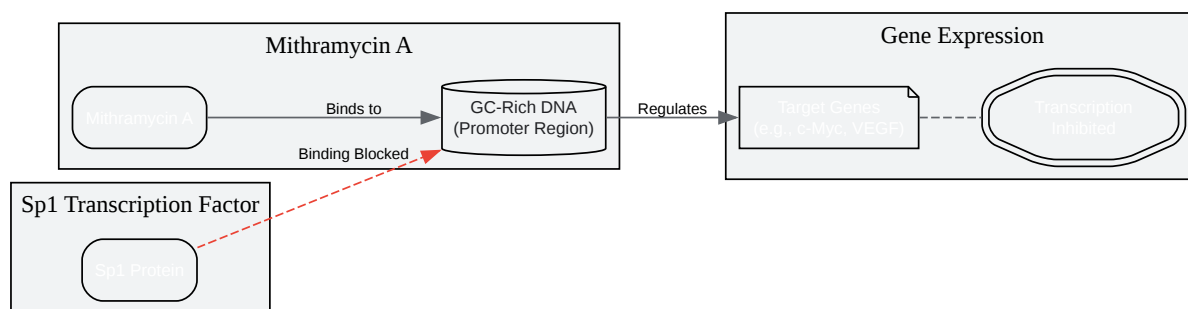 Mithramycin A
Mithramycin A
Binds to
GC-Rich DNA
(Promoter Region)
Regulates
Binding Blocked
Sp1 Transcription Factor
Sp1 Protein
Gene Expression
Target Genes
(e.g., c-Myc, VEGF)
Transcription
Inhibited